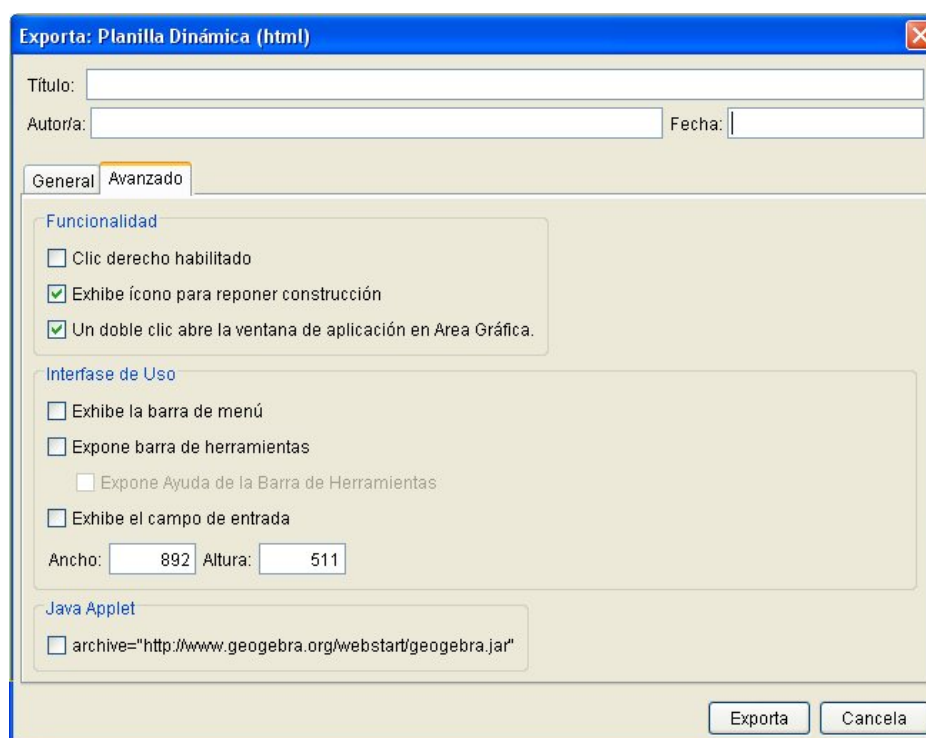 Exporta: Planilla Dinámica (html)
Título:
Autor/a: Fecha:
General Avanzado
Funcionalidad
Clic derecho habilitado
Exhibe ícono para reponer construcción
Un doble clic abre la ventana de aplicación en Area Gráfica.
Interfase de Uso
Exhibe la barra de menú
Expone barra de herramientas
Expone Ayuda de la Barra de Herramientas
Exhibe el campo de entrada
Ancho: 892 Altura: 511
Java Applet
archive="http://www.geogebra.org/webstart/geogebra.jar"
Exporta Cancela